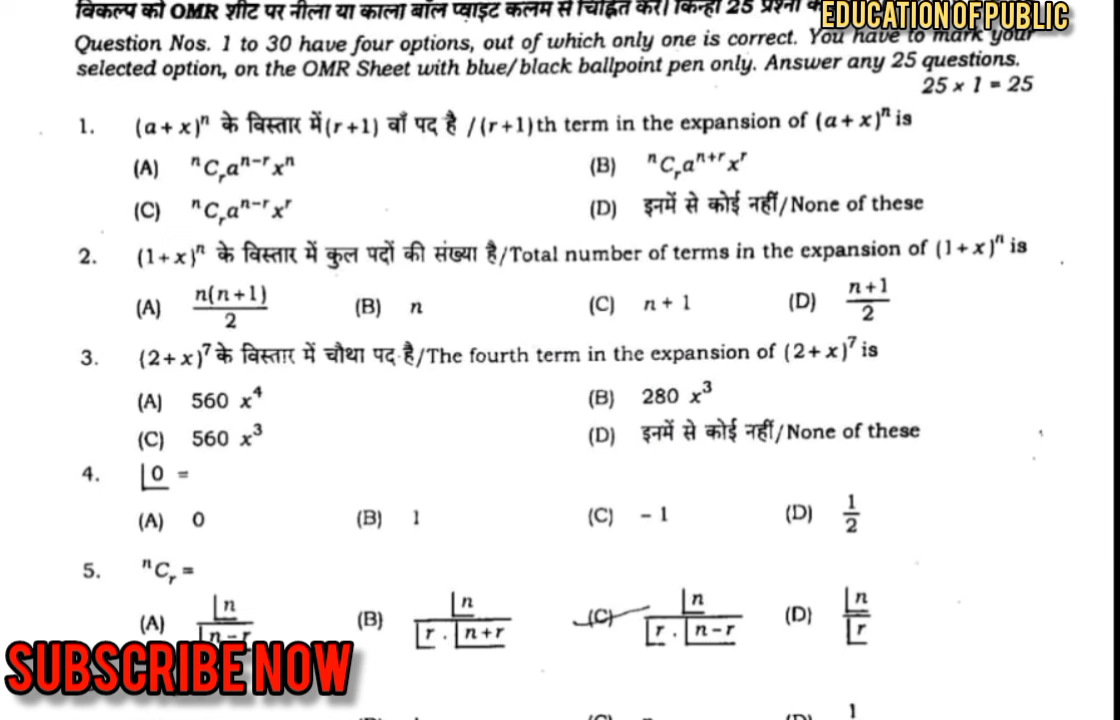 विकल्प को OMR शीट पर नीला या काला बॉल प्वाइंट कलम से चिह्नित करें। किन्हीं 25 प्रश्नों
EDUCATION OF PUBLIC
Question Nos. 1 to 30 have four options, out of which only one is correct. You have to mark your
selected option, on the OMR Sheet with blue/black ballpoint pen only. Answer any 25 questions.
25 × 1 = 25
1. (a + x)ⁿ के विस्तार में (r + 1) वाँ पद है / (r + 1)th term in the expansion of (a + x)ⁿ is
(A) ⁿCᵣaⁿ⁻ʳxⁿ (B) ⁿCᵣaⁿ⁺ʳxʳ
(C) ⁿCᵣaⁿ⁻ʳxʳ (D) इनमें से कोई नहीं/None of these
2. (1 + x)ⁿ के विस्तार में कुल पदों की संख्या है/Total number of terms in the expansion of (1 + x)ⁿ is
(A) n(n + 1)/2 (B) n (C) n + 1 (D) n + 1/2
3. (2 + x)⁷ के विस्तार में चौथा पद है/The fourth term in the expansion of (2 + x)⁷ is
(A) 560 x⁴ (B) 280 x³
(C) 560 x³ (D) इनमें से कोई नहीं/None of these
4. |0 =
(A) 0 (B) 1 (C) – 1 (D) 1/2
5. ⁿCᵣ =
(A) |n / |n – r (B) |n / |r . |n + r (C) |n / |r . |n – r (D) |n / |r
SUBSCRIBE NOW